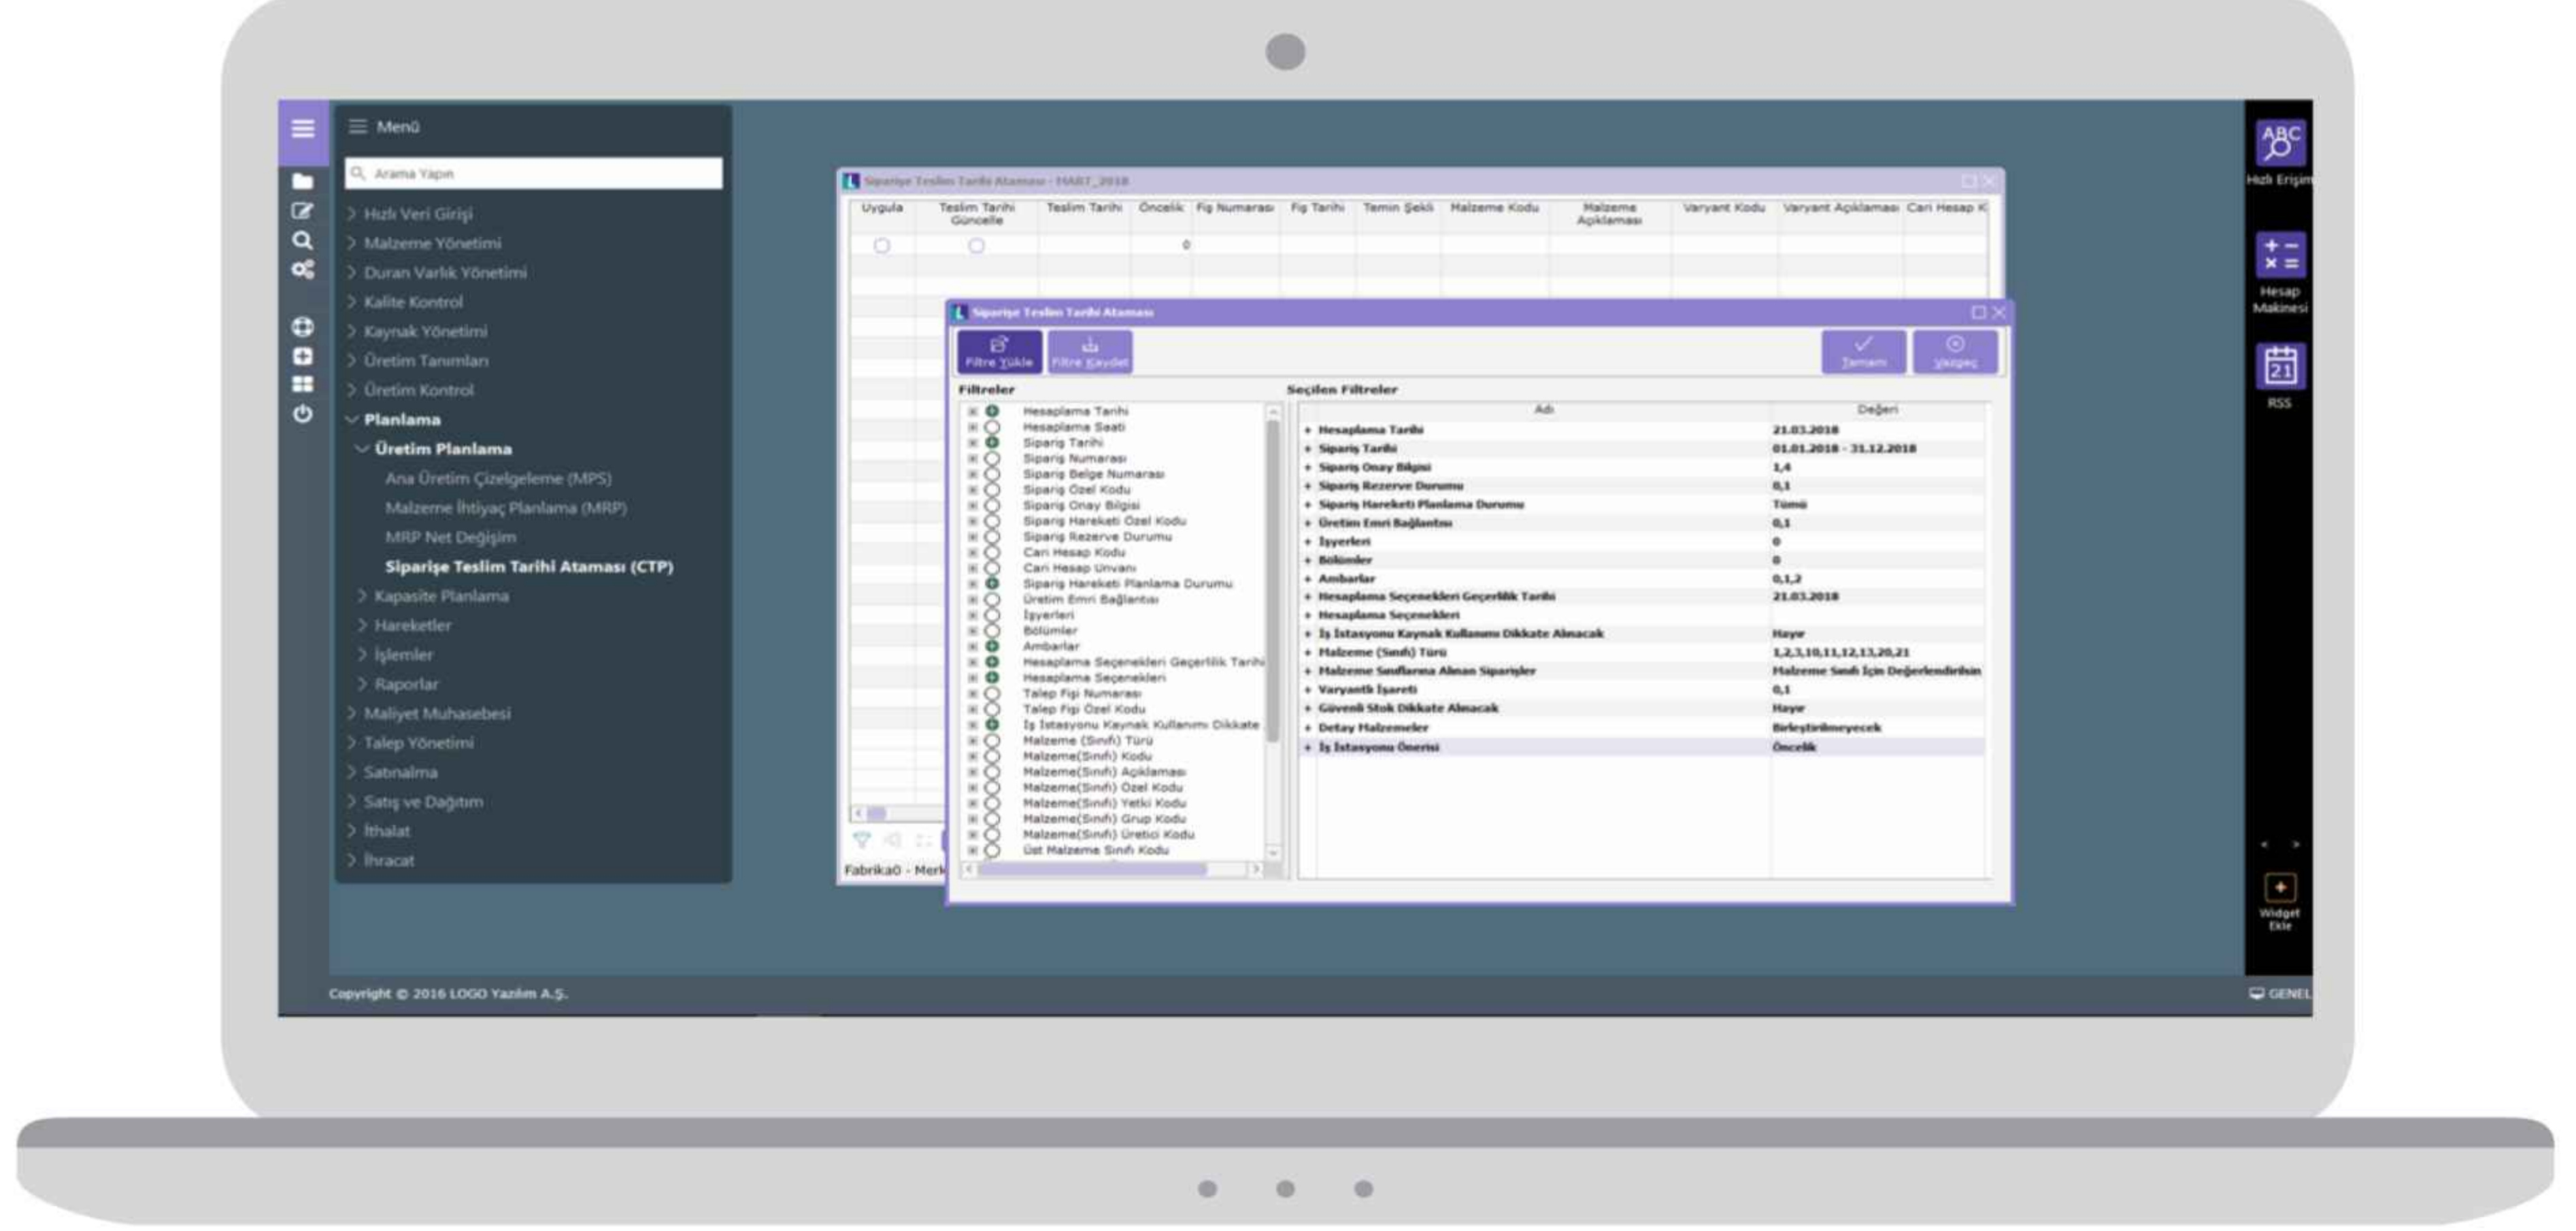 Menü
Arama Yapın
Hızlı Veri Girişi
Malzeme Yönetimi
Duran Varlık Yönetimi
Kalite Kontrol
Kaynak Yönetimi
Üretim Tanımları
Üretim Kontrol
Planlama
Üretim Planlama
Ana Üretim Çizelgeleme (MPS)
Malzeme İhtiyaç Planlama (MRP)
MRP Net Değişim
Siparişe Teslim Tarihi Ataması (CTP)
Kapasite Planlama
Hareketler
İşlemler
Raporlar
Maliyet Muhasebesi
Talep Yönetimi
Satınalma
Satış ve Dağıtım
İthalat
İhracat
Copyright © 2016 LOGO Yazılım A.Ş.
Siparişe Teslim Tarihi Ataması - MART_2018
Uygula Teslim Tarihi Güncelle Teslim Tarihi Öncelik Fiş Numarası Fiş Tarihi Temin Şekli Malzeme Kodu Malzeme Açıklaması Varyant Kodu Varyant Açıklaması Cari Hesap K
0
Fabrika0 - Merk
Siparişe Teslim Tarihi Ataması
Filtre Yükle Filtre Kaydet Tamam Vazgeç
Filtreler
Hesaplama Tarihi
Hesaplama Saati
Sipariş Tarihi
Sipariş Numarası
Sipariş Belge Numarası
Sipariş Özel Kodu
Sipariş Onay Bilgisi
Sipariş Hareketi Özel Kodu
Sipariş Rezerve Durumu
Cari Hesap Kodu
Cari Hesap Unvanı
Sipariş Hareketi Planlama Durumu
Üretim Emri Bağlantısı
İşyerleri
Bölümler
Ambarlar
Hesaplama Seçenekleri Geçerlilik Tarihi
Hesaplama Seçenekleri
Talep Fişi Numarası
Talep Fişi Özel Kodu
İş İstasyonu Kaynak Kullanımı Dikkate
Malzeme (Sınıfı) Türü
Malzeme(Sınıfı) Kodu
Malzeme(Sınıfı) Açıklaması
Malzeme(Sınıfı) Özel Kodu
Malzeme(Sınıfı) Yetki Kodu
Malzeme(Sınıfı) Grup Kodu
Malzeme(Sınıfı) Üretici Kodu
Üst Malzeme Sınıfı Kodu
Seçilen Filtreler
Adı Değeri
+ Hesaplama Tarihi 21.03.2018
+ Sipariş Tarihi 01.01.2018 - 31.12.2018
+ Sipariş Onay Bilgisi 1,4
+ Sipariş Rezerve Durumu 0,1
+ Sipariş Hareketi Planlama Durumu Tümü
+ Üretim Emri Bağlantısı 0,1
+ İşyerleri 0
+ Bölümler 0
+ Ambarlar 0,1,2
+ Hesaplama Seçenekleri Geçerlilik Tarihi 21.03.2018
+ Hesaplama Seçenekleri
+ İş İstasyonu Kaynak Kullanımı Dikkate Alınacak Hayır
+ Malzeme (Sınıfı) Türü 1,2,3,10,11,12,13,20,21
+ Malzeme Sınıflarına Alınan Siparişler Malzeme Sınıfı İçin Değerlendirilsin
+ Varyantlı İşareti 0,1
+ Güvenli Stok Dikkate Alınacak Hayır
+ Detay Malzemeler Birleştirilmeyecek
+ İş İstasyonu Önerisi Öncelik
ABC
Hızlı Erişim
Hesap
Makinesi
21
RSS
Widget
Ekle
GENEL